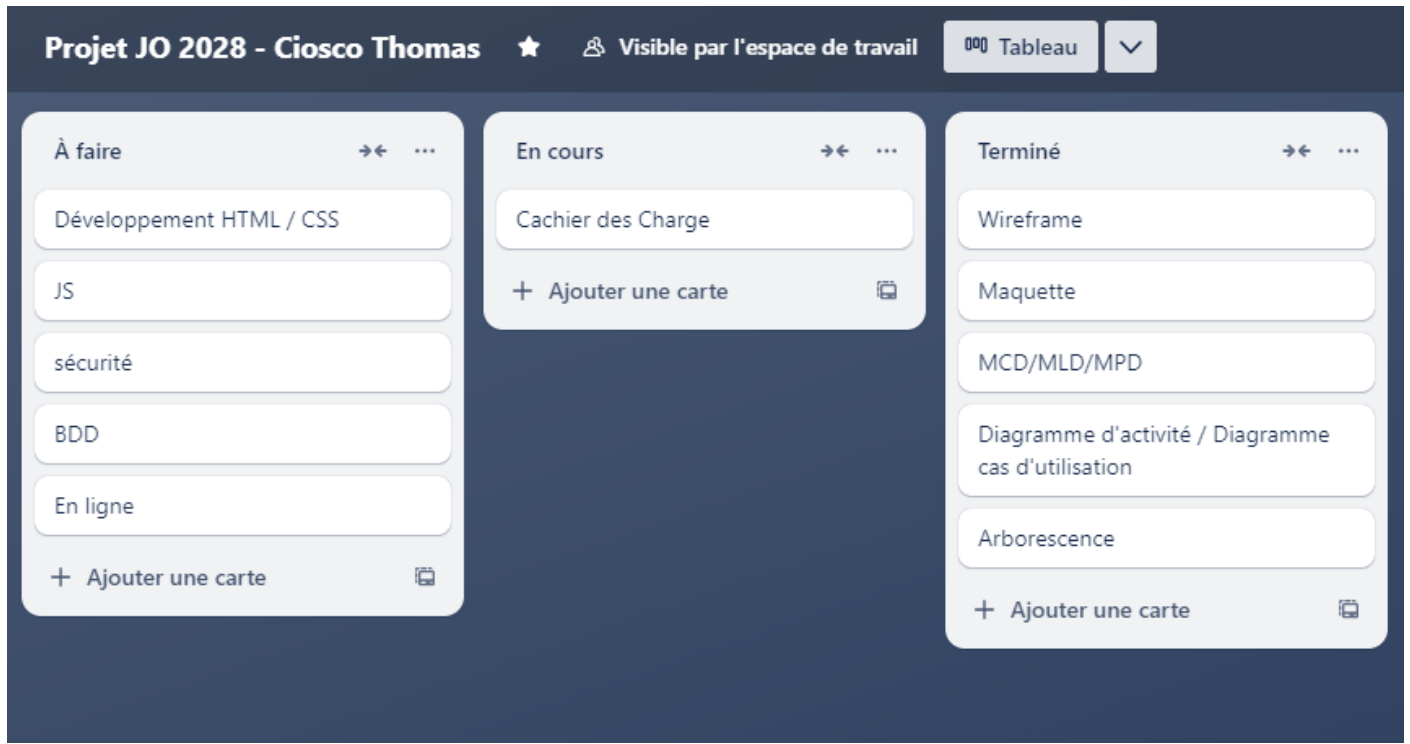 Projet JO 2028 - Ciosco Thomas
Visible par l'espace de travail
Tableau
À faire
Développement HTML / CSS
JS
sécurité
BDD
En ligne
Ajouter une carte
En cours
Cachier des Charge
Ajouter une carte
Terminé
Wireframe
Maquette
MCD/MLD/MPD
Diagramme d'activité / Diagramme
cas d'utilisation
Arborescence
Ajouter une carte